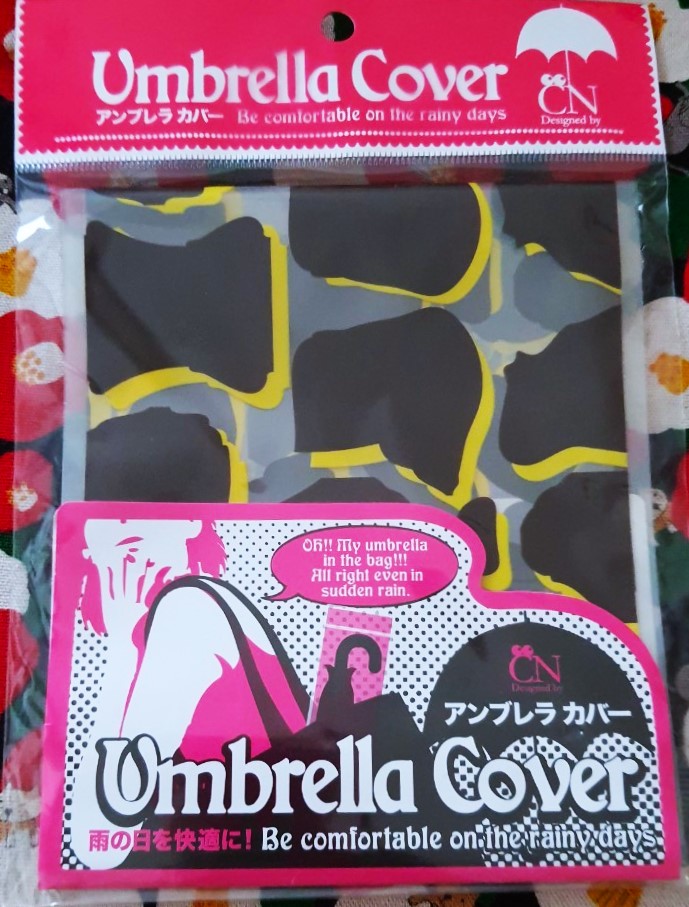 Umbrella Cover
アンブレラ カバー Be comfortable on the rainy days
CN
Designed by
Oh!! My umbrella
in the bag!!!
All right even in
sudden rain.
CN
Designed by
アンブレラ カバー
Umbrella Cover
雨の日を快適に! Be comfortable on the rainy days